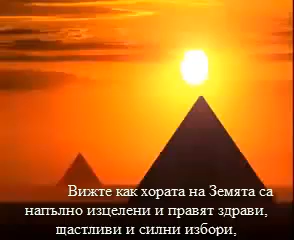 Вижте как хората на Земята са
напълно изцелени и правят здрави,
щастливи и силни избори,